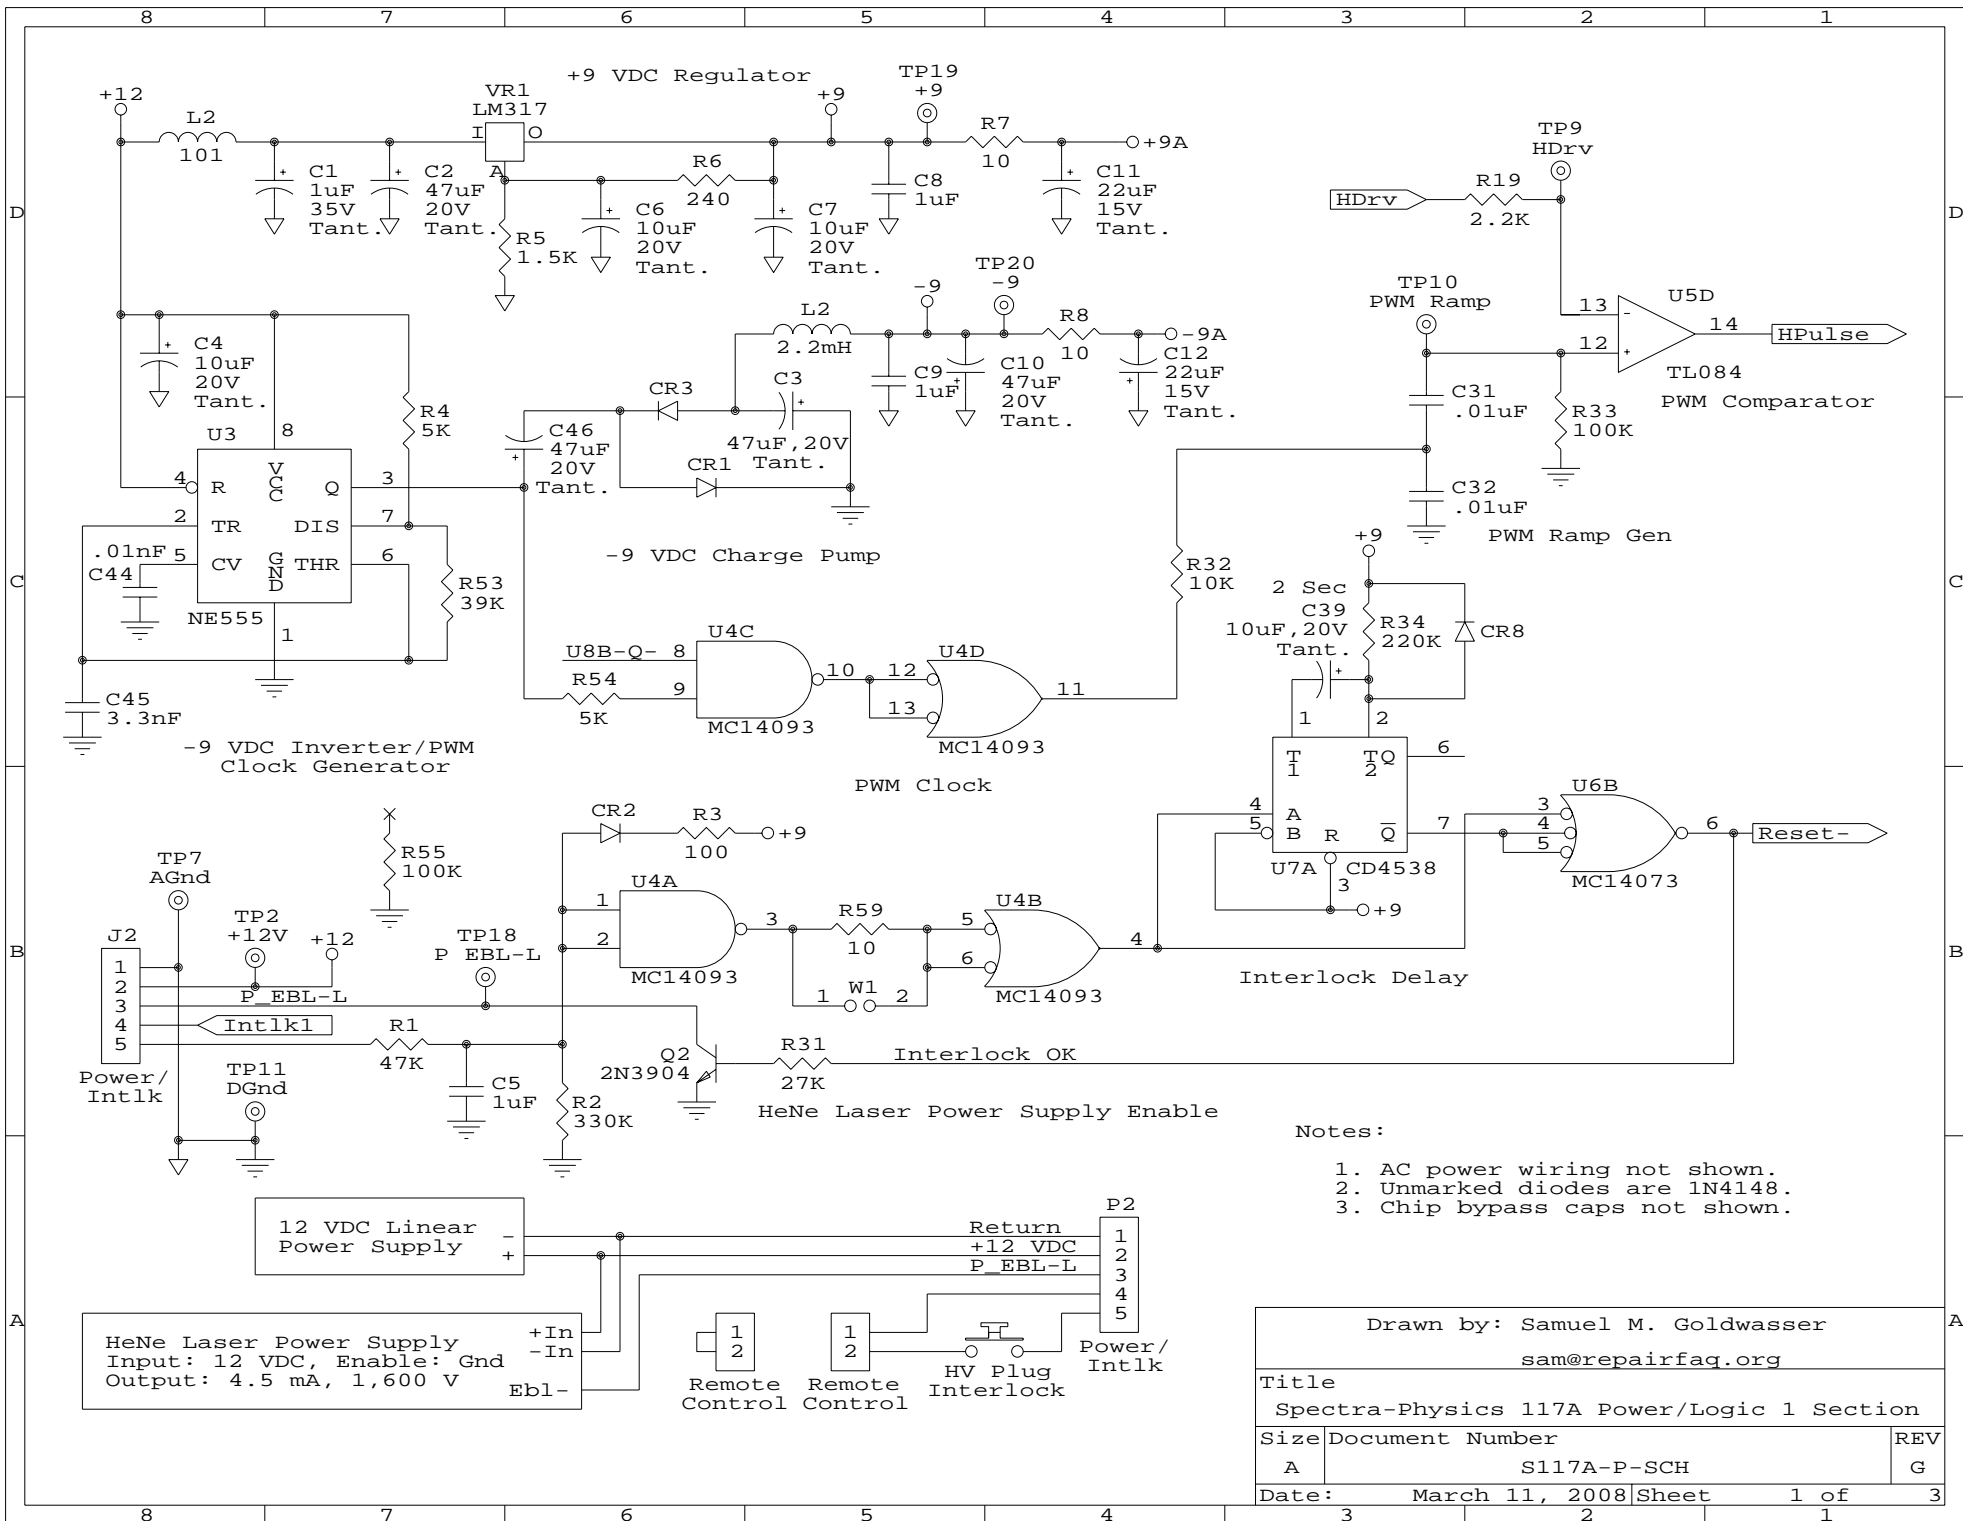 8 7 6 5 4 3 2 1
+9 VDC Regulator
+12
L2
101
VR1
LM317
I
O
A
+9
TP19
+9
R7
10
+9A
C1
1uF
35V
Tant.
C2
47uF
20V
Tant.
R6
240
R5
1.5K
C6
10uF
20V
Tant.
C7
10uF
20V
Tant.
C8
1uF
C11
22uF
15V
Tant.
TP9
HDrv
HDrv
R19
2.2K
D
D
TP10
PWM Ramp
13
12
-
+
U5D
14
HPulse
TL084
PWM Comparator
C31
.01uF
R33
100K
C32
.01uF
PWM Ramp Gen
-9
TP20
-9
L2
2.2mH
R8
10
-9A
C9
1uF
C10
47uF
20V
Tant.
C12
22uF
15V
Tant.
C4
10uF
20V
Tant.
R4
5K
U3
8
4
R
VCC
Q
3
2
TR
DIS
7
5
CV
GND
THR
6
.01nF
C44
NE555
1
R53
39K
C45
3.3nF
-9 VDC Inverter/PWM
Clock Generator
C46
47uF
20V
Tant.
CR3
C3
47uF,20V
Tant.
CR1
-9 VDC Charge Pump
C
C
U8B-Q-
8
R54
5K
9
U4C
10
MC14093
12
13
U4D
11
MC14093
PWM Clock
R32
10K
+9
2 Sec
C39
10uF,20V
Tant.
R34
220K
CR8
1
2
T
1
T
2
Q
6
4
A
5
B
R
Q
7
U7A
CD4538
3
+9
U6B
3
4
5
6
Reset-
MC14073
CR2
R3
100
+9
R55
100K
TP7
AGnd
TP2
+12V
+12
J2
1
2
3
4
5
P_EBL-L
Intlk1
Power/
Intlk
TP11
DGnd
TP18
P EBL-L
R1
47K
C5
1uF
R2
330K
1
2
U4A
3
MC14093
R59
10
1
W1
2
5
6
U4B
4
MC14093
Interlock Delay
B
B
Q2
2N3904
R31
27K
Interlock OK
HeNe Laser Power Supply Enable
Notes:
1. AC power wiring not shown.
2. Unmarked diodes are 1N4148.
3. Chip bypass caps not shown.
12 VDC Linear
Power Supply
-
+
Return
+12 VDC
P_EBL-L
P2
1
2
3
4
5
Power/
Intlk
HeNe Laser Power Supply
Input: 12 VDC, Enable: Gnd
Output: 4.5 mA, 1,600 V
+In
-In
Ebl-
1
2
Remote
Control
1
2
Remote
Control
HV Plug
Interlock
A
A
Drawn by: Samuel M. Goldwasser
sam@repairfaq.org
Title
Spectra-Physics 117A Power/Logic 1 Section
Size
A
Document Number
S117A-P-SCH
REV
G
Date: March 11, 2008
Sheet 1 of 3
8 7 6 5 4 3 2 1